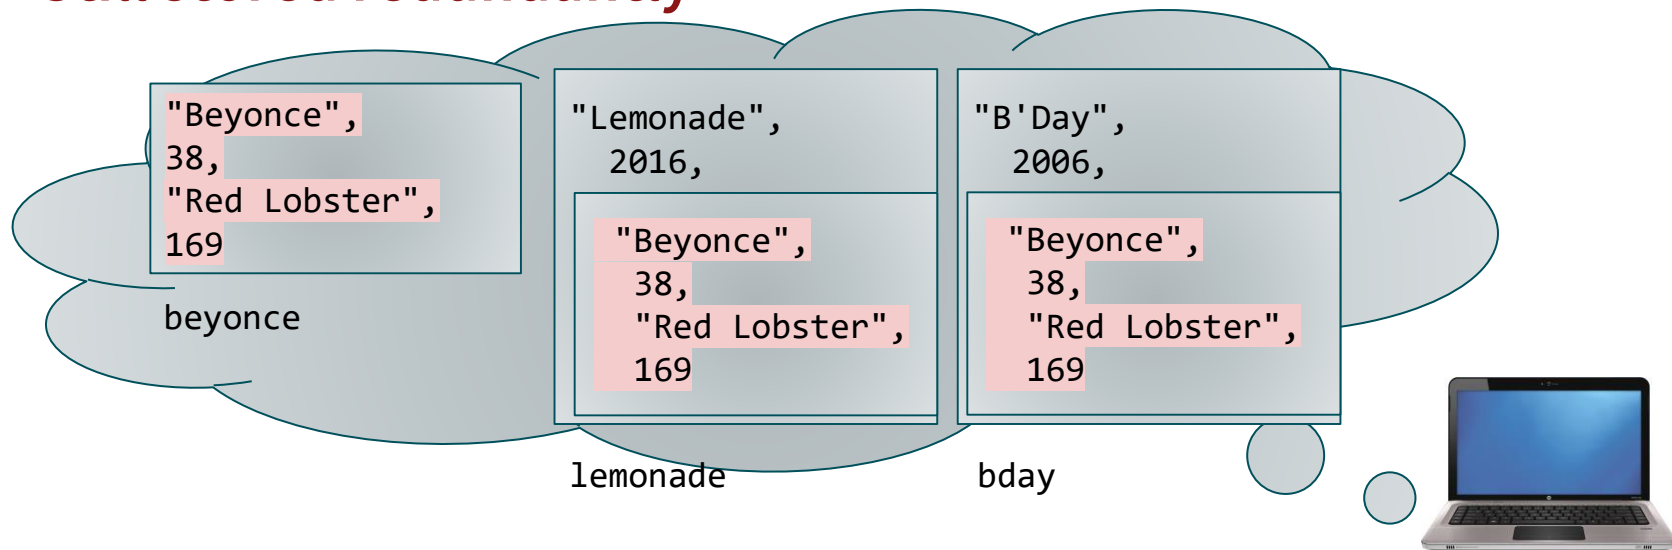 redundancy
"Beyonce",
38,
"Red Lobster",
169
beyonce
"Lemonade",
2016,
"Beyonce",
38,
"Red Lobster",
169
lemonade
"B'Day",
2006,
"Beyonce",
38,
"Red Lobster",
169
bday